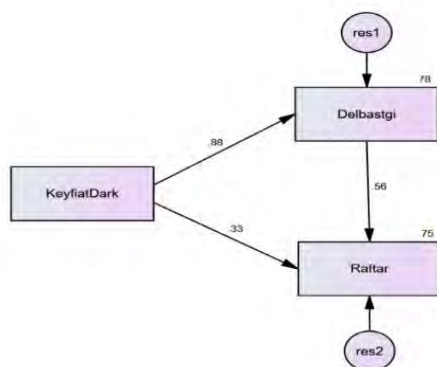 res1
78
Delbastgi
.88
KeyfiatDark
.56
.33
75
Raftar
res2